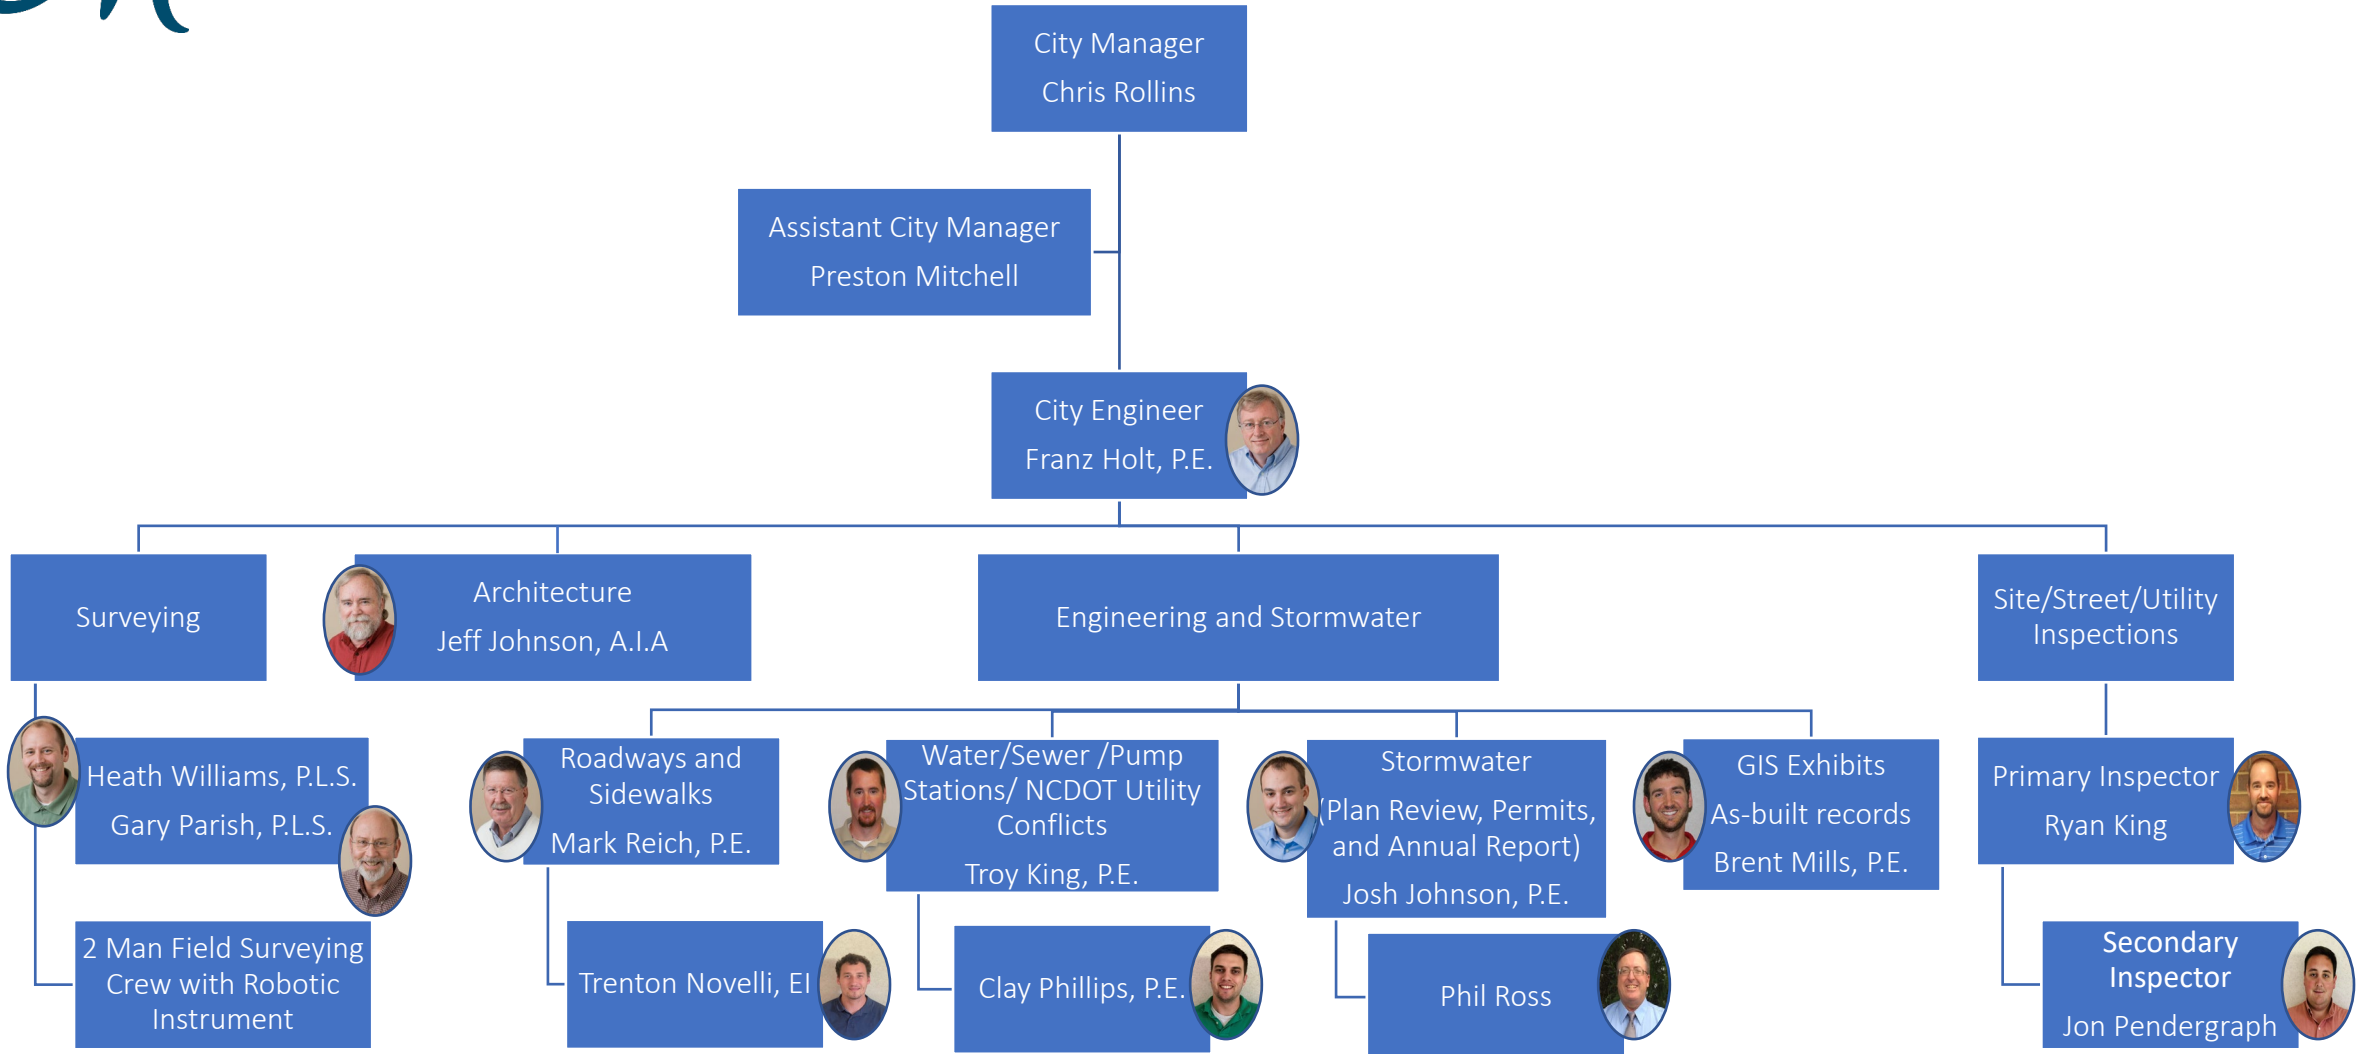 City Manager
Chris Rollins
Assistant City Manager
Preston Mitchell
City Engineer
Franz Holt, P.E.
Surveying
Architecture
Jeff Johnson, A.I.A
Engineering and Stormwater
Site/Street/Utility
Inspections
Heath Williams, P.L.S.
Gary Parish, P.L.S.
Roadways and
Sidewalks
Mark Reich, P.E.
Water/Sewer /Pump
Stations/ NCDOT Utility
Conflicts
Troy King, P.E.
Stormwater
(Plan Review, Permits,
and Annual Report)
Josh Johnson, P.E.
GIS Exhibits
As-built records
Brent Mills, P.E.
Primary Inspector
Ryan King
2 Man Field Surveying
Crew with Robotic
Instrument
Trenton Novelli, EI
Clay Phillips, P.E.
Phil Ross
Secondary
Inspector
Jon Pendergraph